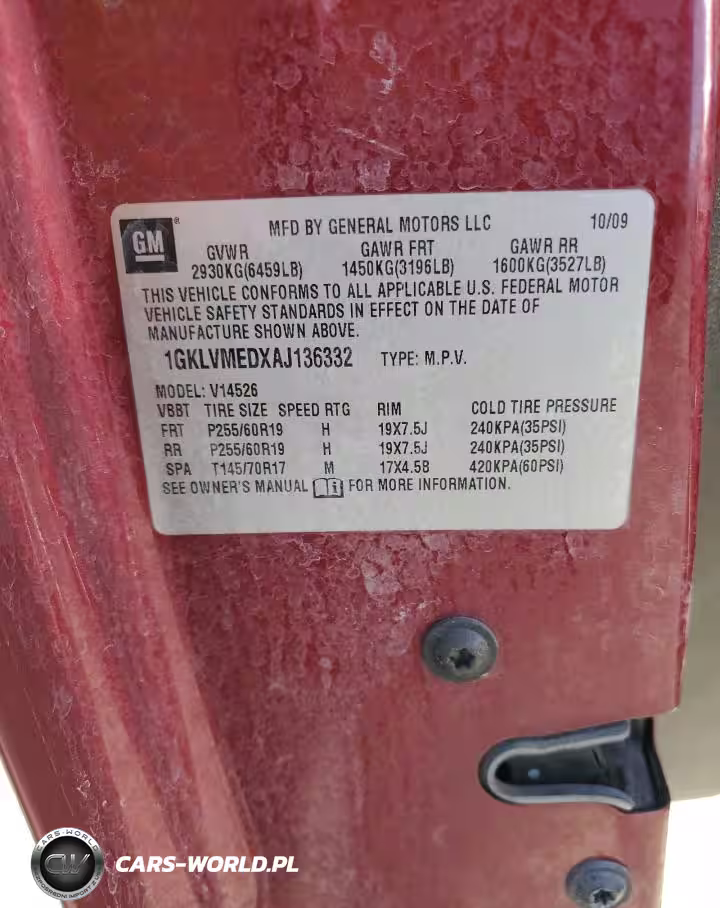 GM ® MFD BY GENERAL MOTORS LLC 10/09
GVWR GAWR FRT GAWR RR
2930KG(6459LB) 1450KG(3196LB) 1600KG(3527LB)
THIS VEHICLE CONFORMS TO ALL APPLICABLE U.S. FEDERAL MOTOR
VEHICLE SAFETY STANDARDS IN EFFECT ON THE DATE OF
MANUFACTURE SHOWN ABOVE.
1GKLVMEDXAJ136332 TYPE: M.P.V.
MODEL: V14526
VBBT TIRE SIZE SPEED RTG RIM COLD TIRE PRESSURE
FRT P255/60R19 H 19X7.5J 240KPA(35PSI)
RR P255/60R19 H 19X7.5J 240KPA(35PSI)
SPA T145/70R17 M 17X4.5B 420KPA(60PSI)
SEE OWNER'S MANUAL FOR MORE INFORMATION.
CARS-WORLD
CW
CARS-WORLD.PL